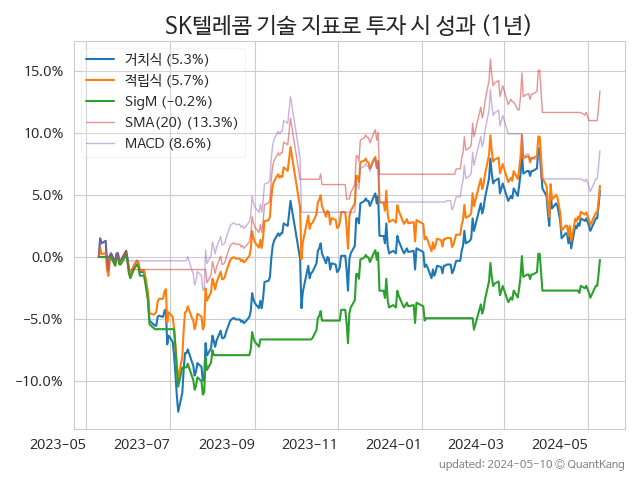 SK텔레콤 기술 지표로 투자 시 성과 (1년)
거치식 (5.3%)
적립식 (5.7%)
SigM (−0.2%)
SMA(20) (13.3%)
MACD (8.6%)
15.0%
10.0%
5.0%
0.0%
−5.0%
−10.0%
2023-05
2023-07
2023-09
2023-11
2024-01
2024-03
2024-05
updated: 2024-05-10 ⓒ QuantKang